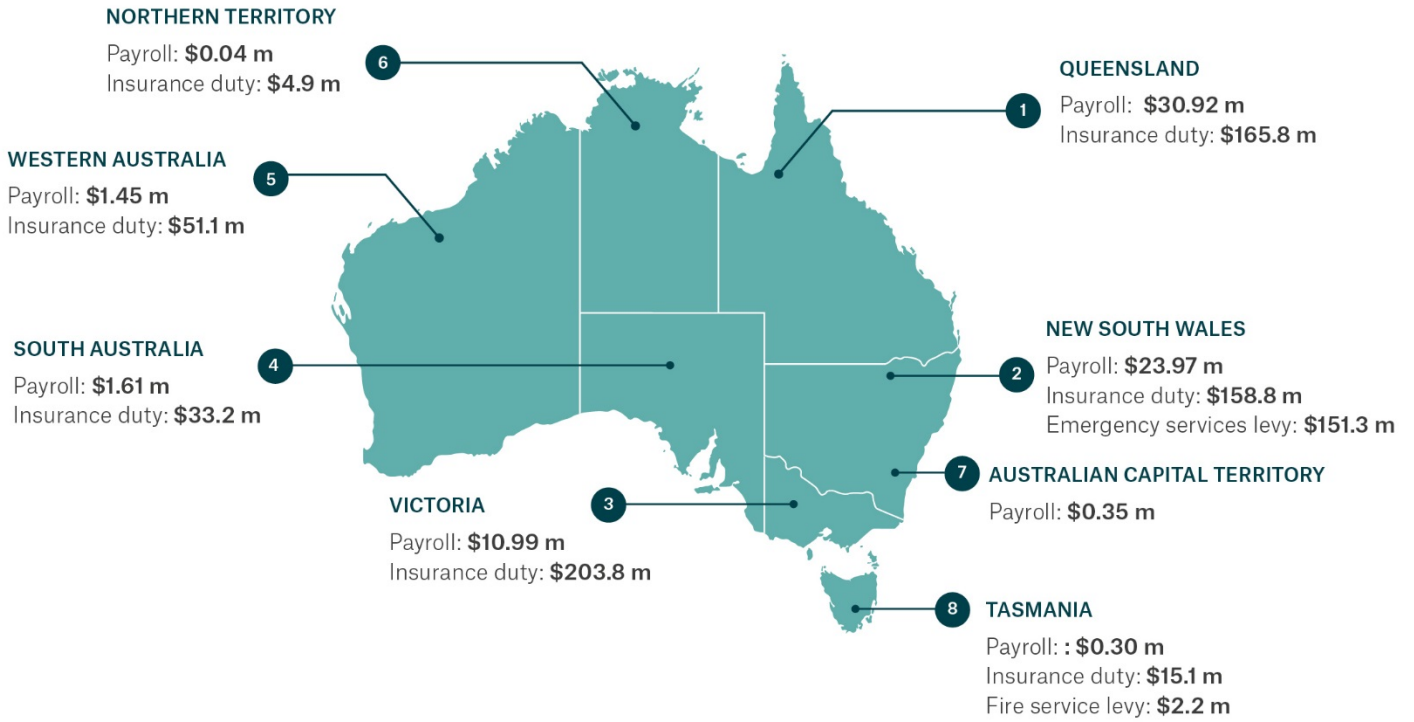 NORTHERN TERRITORY
Payroll: $0.04 m
Insurance duty: $4.9 m
6
QUEENSLAND
Payroll: $30.92 m
Insurance duty: $165.8 m
1
WESTERN AUSTRALIA
Payroll: $1.45 m
Insurance duty: $51.1 m
5
SOUTH AUSTRALIA
Payroll: $1.61 m
Insurance duty: $33.2 m
4
NEW SOUTH WALES
Payroll: $23.97 m
Insurance duty: $158.8 m
Emergency services levy: $151.3 m
2
7
AUSTRALIAN CAPITAL TERRITORY
Payroll: $0.35 m
VICTORIA
Payroll: $10.99 m
Insurance duty: $203.8 m
3
8
TASMANIA
Payroll: : $0.30 m
Insurance duty: $15.1 m
Fire service levy: $2.2 m